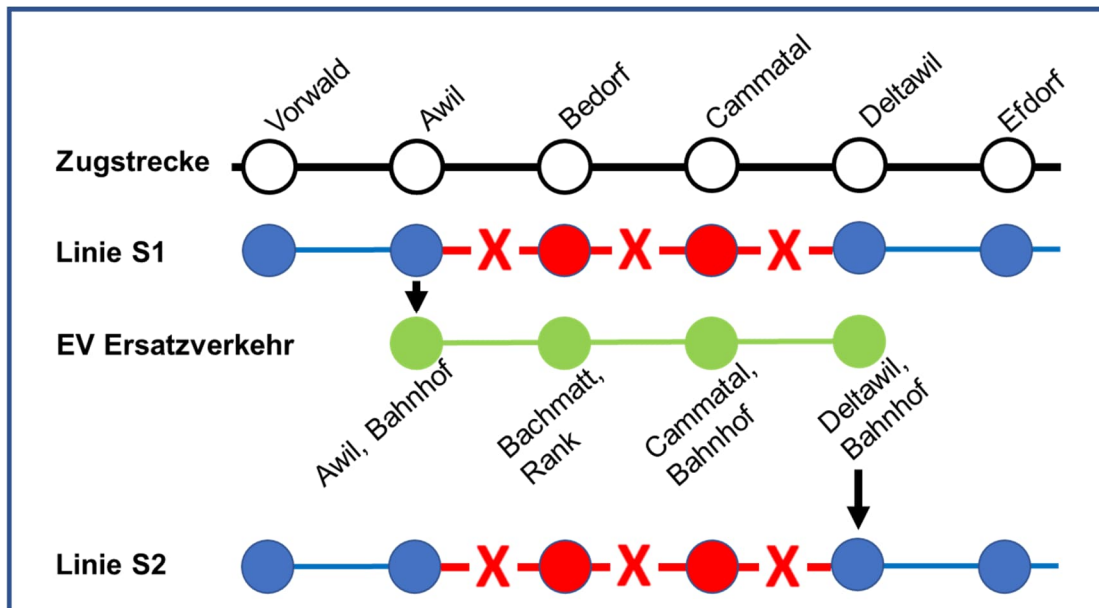 Vorwald
Awil
Bedorf
Cammatal
Deltawil
Efdorf
Zugstrecke
Linie S1
X X X
EV Ersatzverkehr
Awil, Bahnhof
Bachmatt,
Rank
Cammatal,
Bahnhof
Deltawil,
Bahnhof
Linie S2
X X X